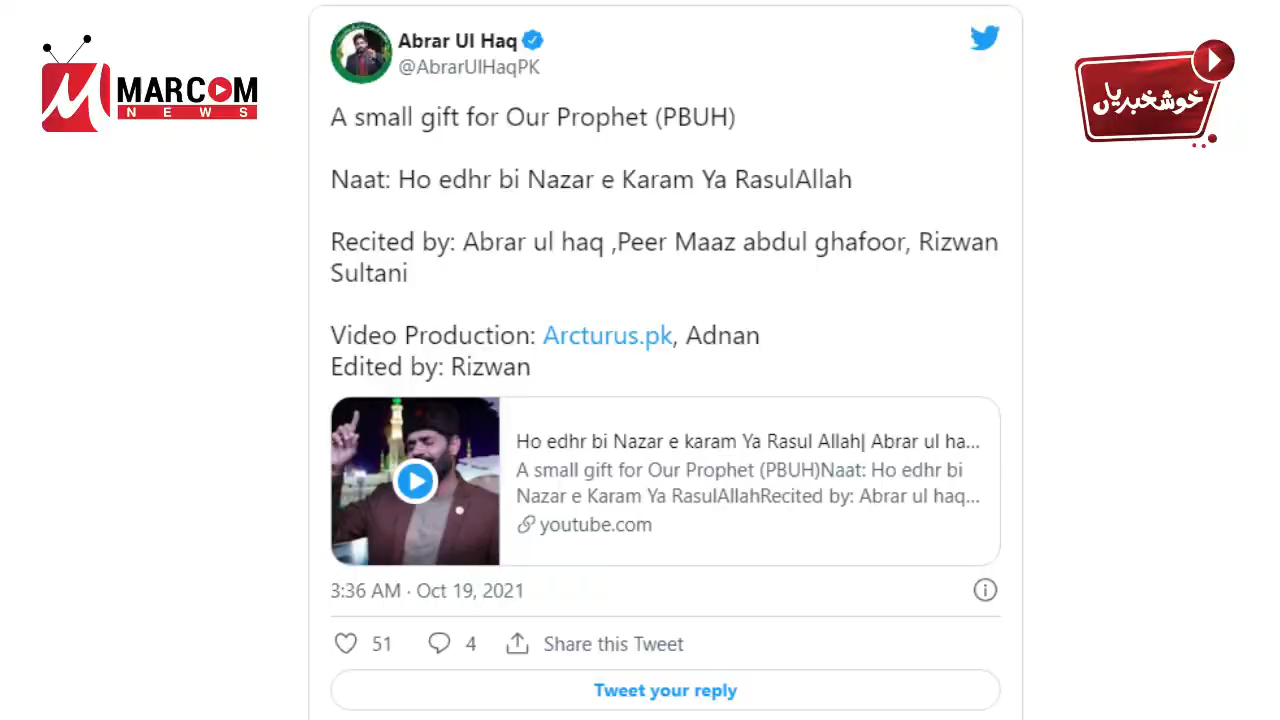 MARCOM
NEWS
خوشخبریاں
Abrar Ul Haq
@AbrarUlHaqPK
A small gift for Our Prophet (PBUH)
Naat: Ho edhr bi Nazar e Karam Ya RasulAllah
Recited by: Abrar ul haq ,Peer Maaz abdul ghafoor, Rizwan
Sultani
Video Production: Arcturus.pk, Adnan
Edited by: Rizwan
Ho edhr bi Nazar e karam Ya Rasul Allah| Abrar ul ha...
A small gift for Our Prophet (PBUH)Naat: Ho edhr bi
Nazar e Karam Ya RasulAllahRecited by: Abrar ul haq...
youtube.com
3:36 AM · Oct 19, 2021
51 4 Share this Tweet
Tweet your reply